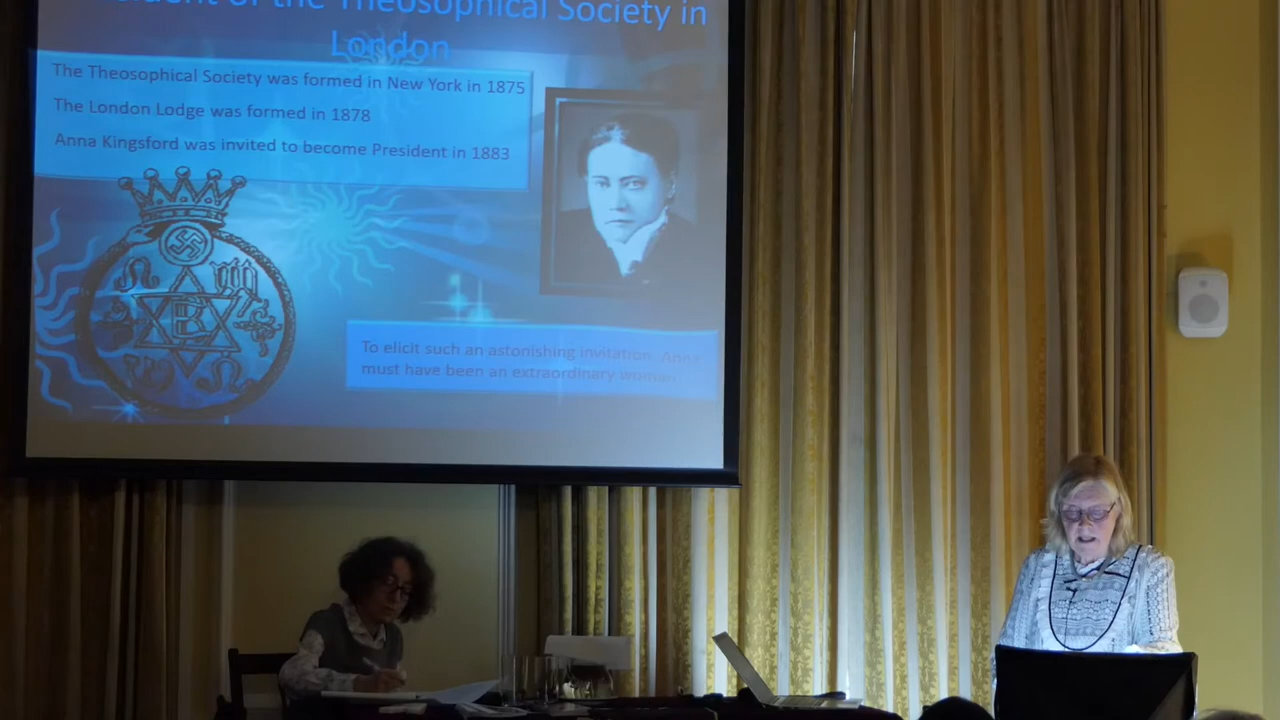 of the Theosophical Society in
London
The Theosophical Society was formed in New York in 1875
The London Lodge was formed in 1878
Anna Kingsford was invited to become President in 1883
To elicit such an astonishing invitation, Anna
must have been an extraordinary woman.